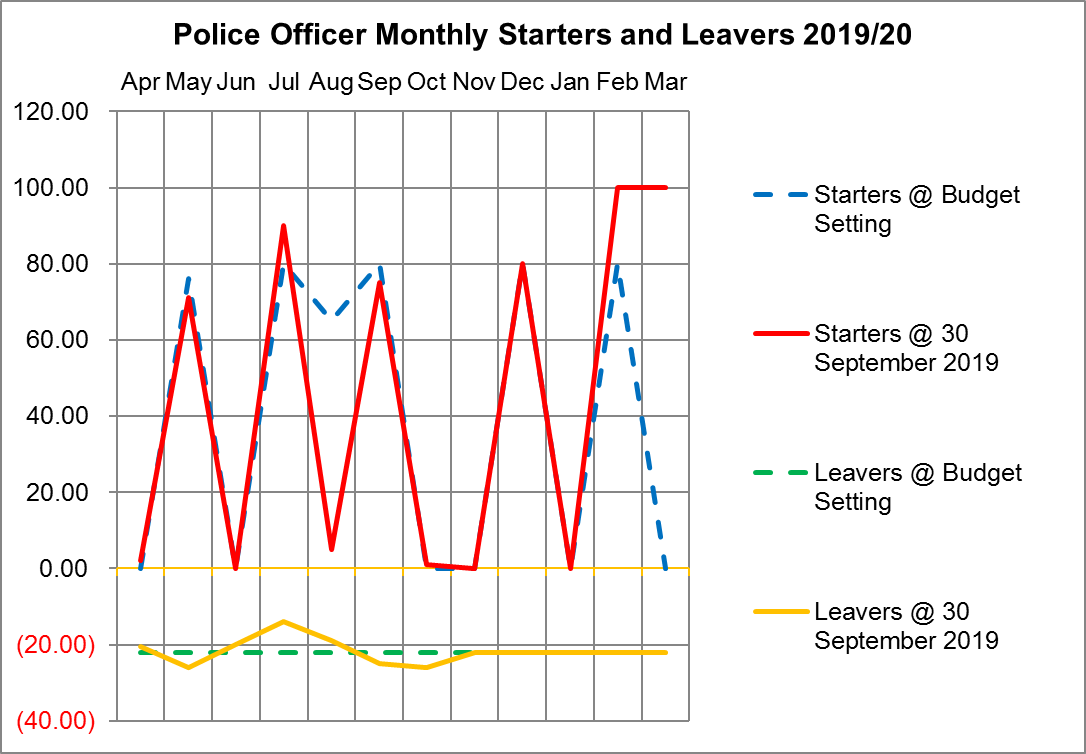 Police Officer Monthly Starters and Leavers 2019/20
Apr May Jun Jul Aug Sep Oct Nov Dec Jan Feb Mar
120.00
100.00
80.00
60.00
40.00
20.00
0.00
(20.00)
(40.00)
Starters @ Budget
Setting
Starters @ 30
September 2019
Leavers @ Budget
Setting
Leavers @ 30
September 2019